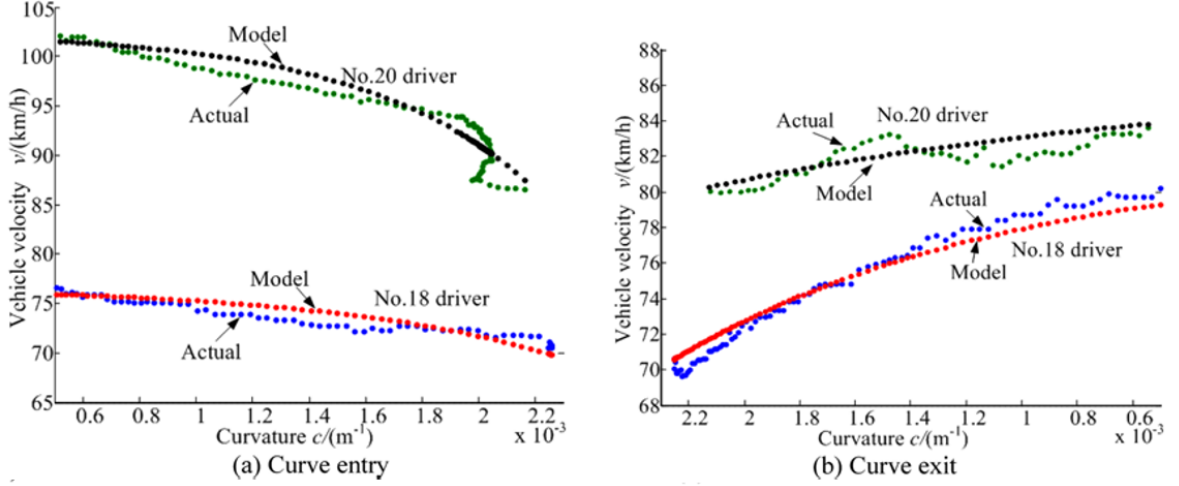 105
100
95
90
85
80
75
70
65
Vehicle velocity v/(km/h)
Model
No.20 driver
Actual
Model
No.18 driver
Actual
0.6 0.8 1 1.2 1.4 1.6 1.8 2 2.2
Curvature c/(m-1)
x 10-3
(a) Curve entry
88
86
84
82
80
78
76
74
72
70
68
Vehicle velocity v/(km/h)
Actual
No.20 driver
Model
Actual
No.18 driver
Model
2.2 2 1.8 1.6 1.4 1.2 1 0.8 0.6
Curvature c/(m-1)
x 10-3
(b) Curve exit